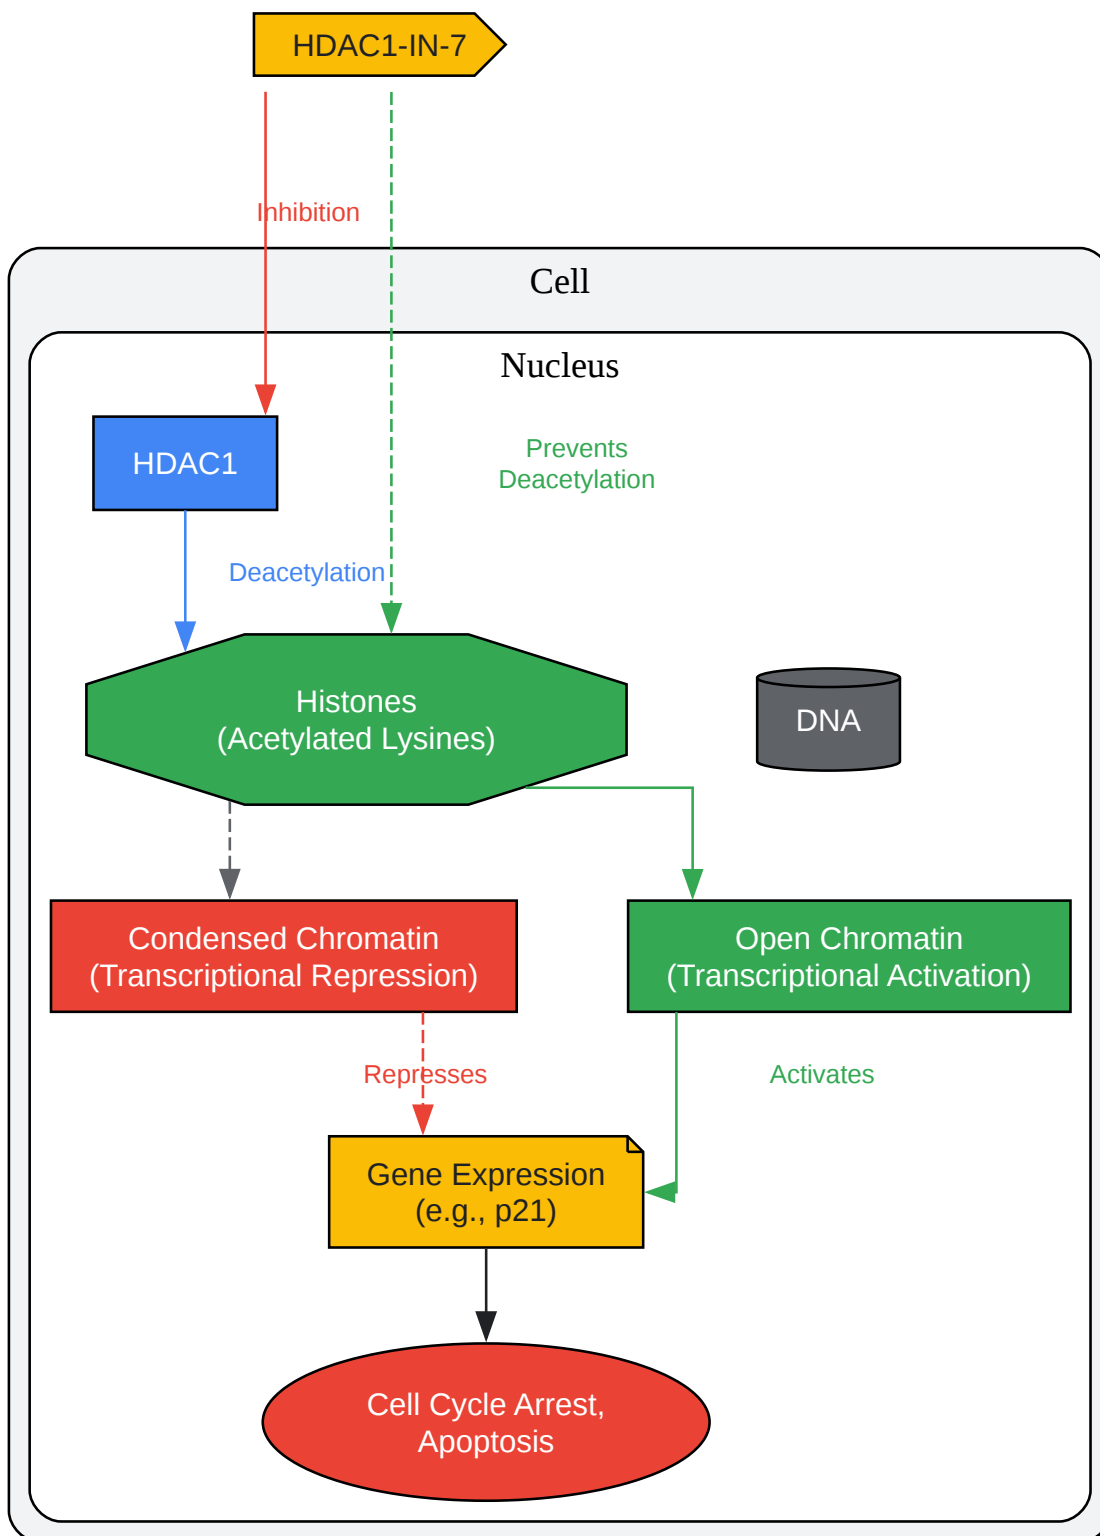 HDAC1-IN-7
Inhibition
Cell
Nucleus
HDAC1
Prevents
Deacetylation
Deacetylation
Histones
(Acetylated Lysines)
DNA
Condensed Chromatin
(Transcriptional Repression)
Open Chromatin
(Transcriptional Activation)
Represses
Activates
Gene Expression
(e.g., p21)
Cell Cycle Arrest,
Apoptosis